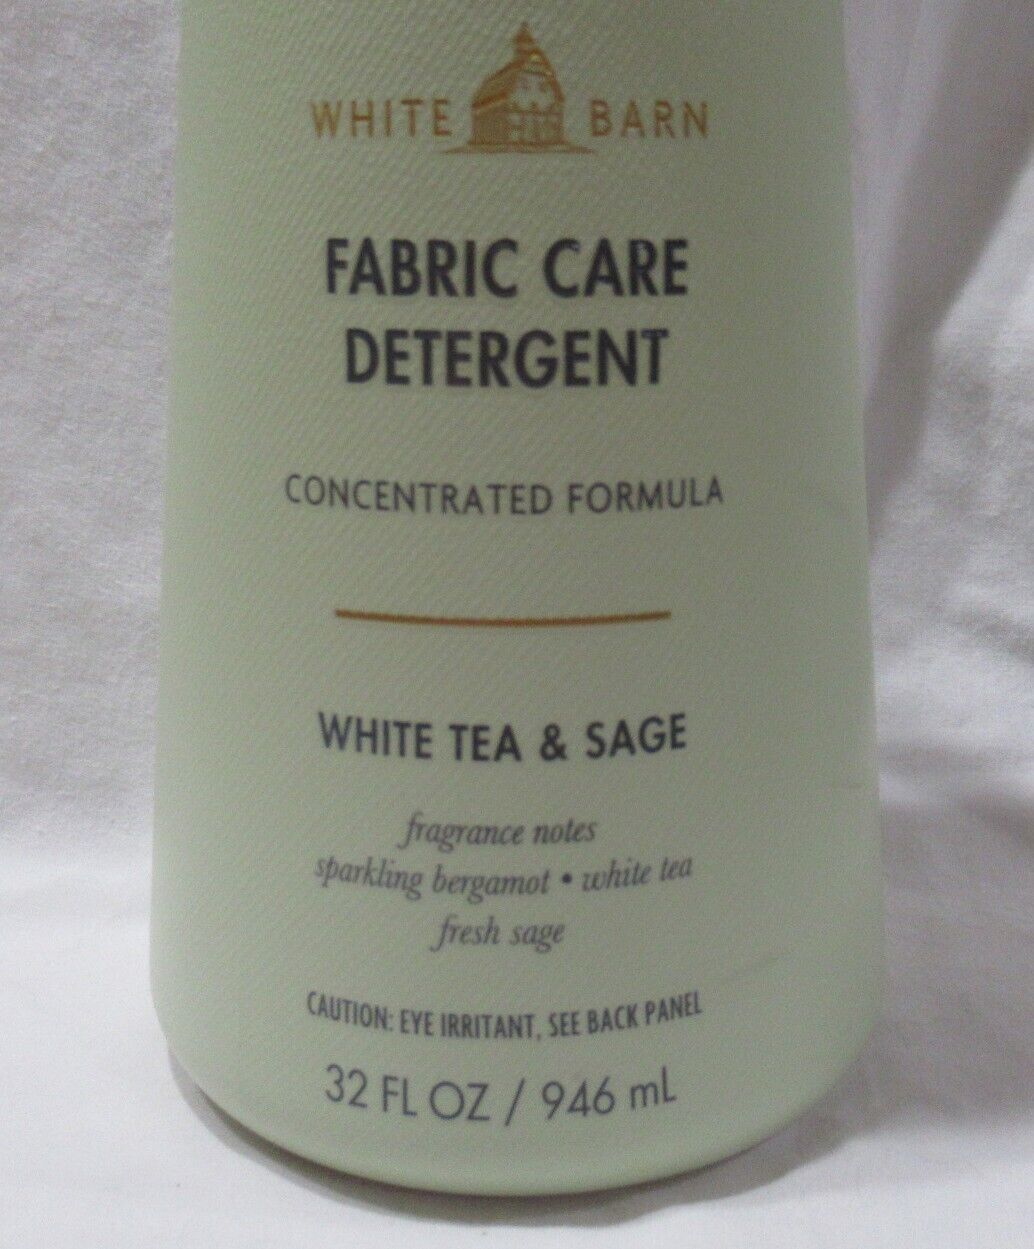 WHITE BARN
FABRIC CARE
DETERGENT
CONCENTRATED FORMULA
WHITE TEA & SAGE
fragrance notes
sparkling bergamot • white tea
fresh sage
CAUTION: EYE IRRITANT, SEE BACK PANEL
32 FL OZ / 946 mL